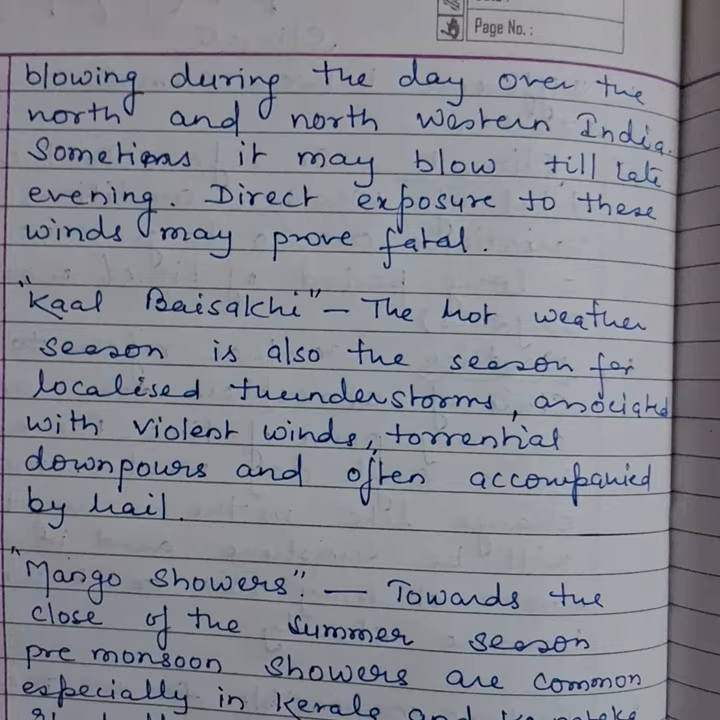 Page No. :
blowing during the day over the
north and north western India.
Sometimes it may blow till late
evening. Direct exposure to these
winds may prove fatal.
"Kaal Baisakhi" – The hot weather
season is also the season for
localised thunderstorms, associated
with violent winds, torrential
downpours and often accompanied
by hail.
"Mango Showers". — Towards the
close of the summer season
pre monsoon showers are common
especially in Kerala and